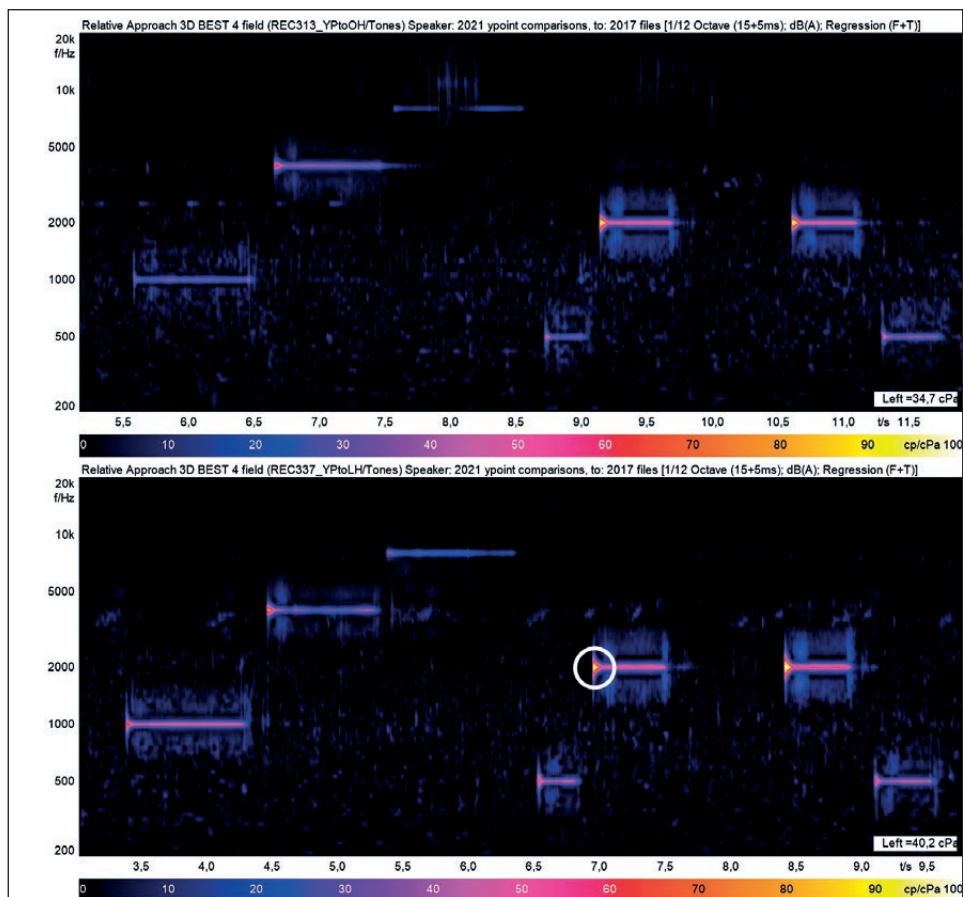 Relative Approach 3D BEST 4 field (REC313_YPtoOH/Tones) Speaker: 2021 ypoint comparisons, to: 2017 files [1/12 Octave (15+5ms); dB(A); Regression (F+T)]
20k
f/Hz
10k
5000
2000
1000
500
200
Left =34,7 cPa
5,5 6,0 6,5 7,0 7,5 8,0 8,5 9,0 9,5 10,0 10,5 11,0 t/s 11,5
0 10 20 30 40 50 60 70 80 90 cp/cPa 100
Relative Approach 3D BEST 4 field (REC337_YPtoLH/Tones) Speaker: 2021 ypoint comparisons, to: 2017 files [1/12 Octave (15+5ms); dB(A); Regression (F+T)]
20k
f/Hz
10k
5000
2000
1000
500
200
Left =40,2 cPa
3,5 4,0 4,5 5,0 5,5 6,0 6,5 7,0 7,5 8,0 8,5 9,0 t/s 9,5
0 10 20 30 40 50 60 70 80 90 cp/cPa 100